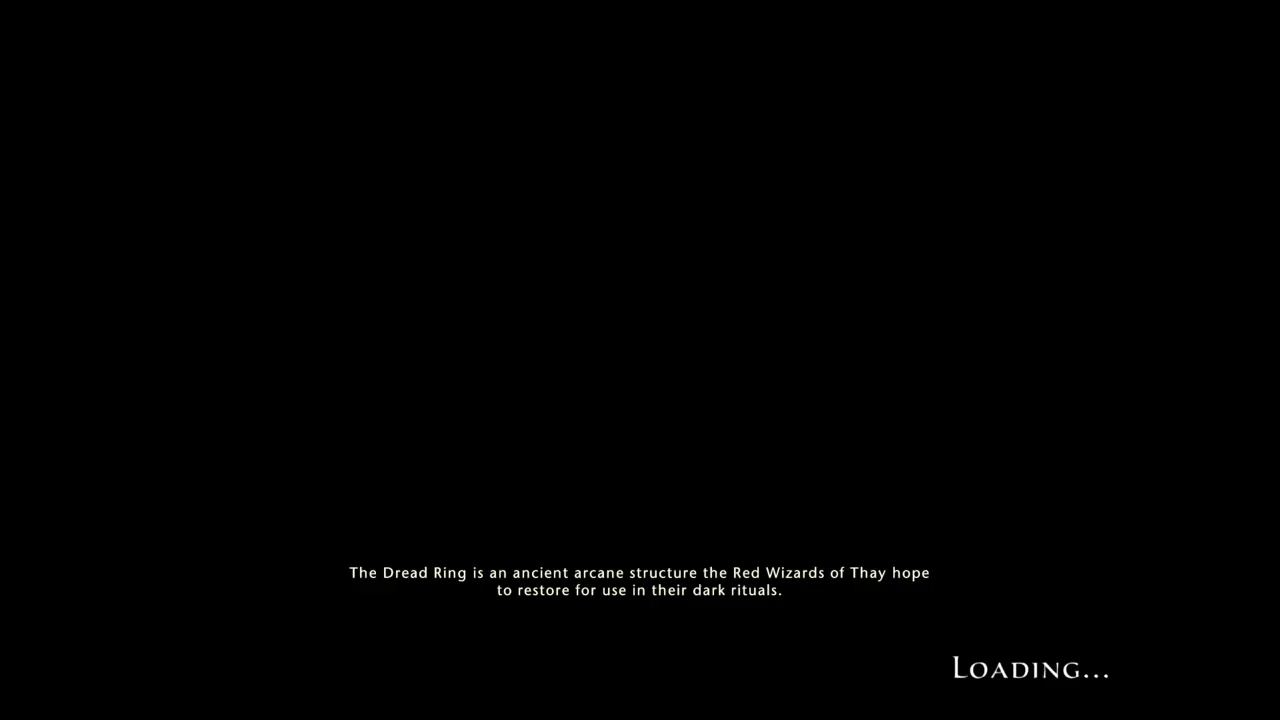 The Dread Ring is an ancient arcane structure the Red Wizards of Thay hope
to restore for use in their dark rituals.
Loading...